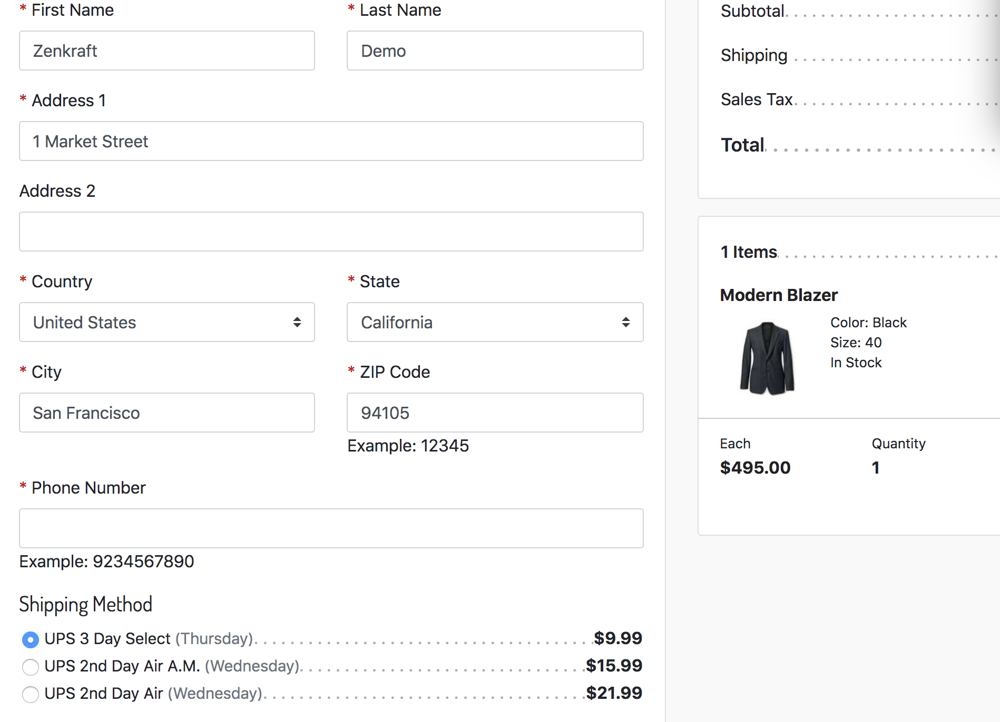 * First Name
* Last Name
Zenkraft
Demo
* Address 1
1 Market Street
Address 2
* Country
* State
United States
California
* City
* ZIP Code
San Francisco
94105
Example: 12345
* Phone Number
Example: 9234567890
Shipping Method
UPS 3 Day Select (Thursday) $9.99
UPS 2nd Day Air A.M. (Wednesday) $15.99
UPS 2nd Day Air (Wednesday) $21.99
Subtotal
Shipping
Sales Tax
Total
1 Items
Modern Blazer
Color: Black
Size: 40
In Stock
Each
Quantity
$495.00
1